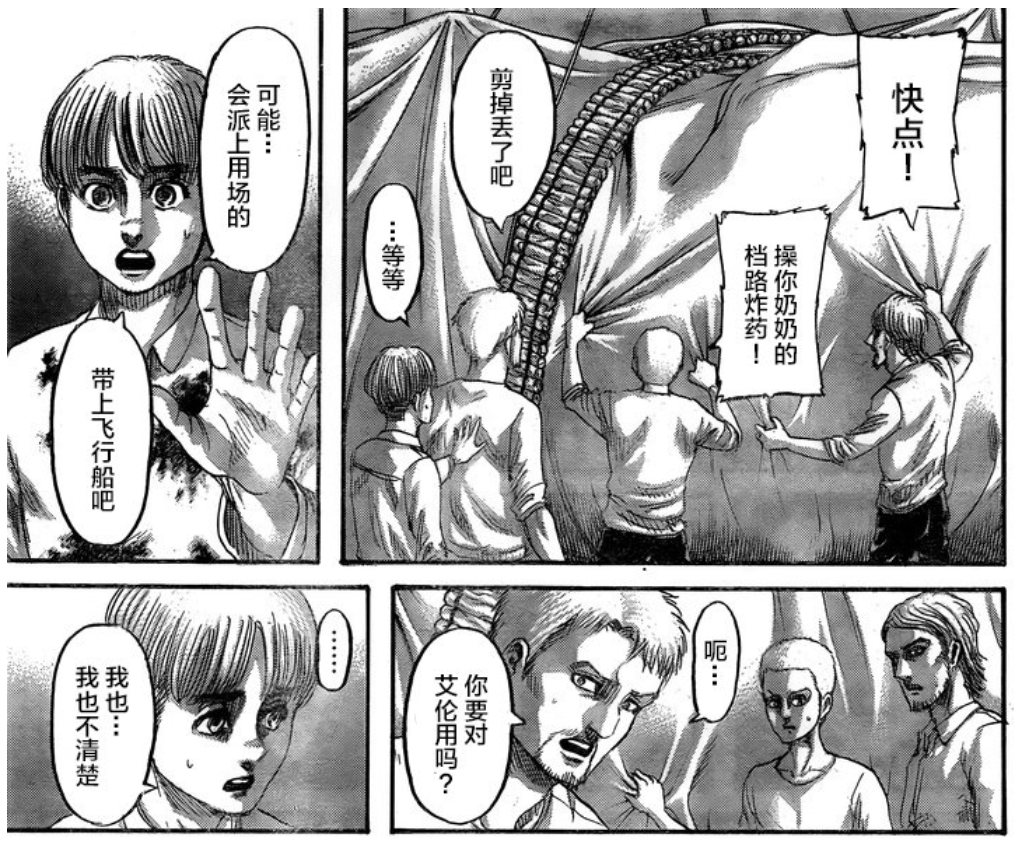 快点！
操你奶奶的
档路炸药！
剪掉丢了吧
…等等
可能…
会派上用场的
带上飞行船吧
呃…
你要对
艾伦用吗？
……
我也…
我也不清楚